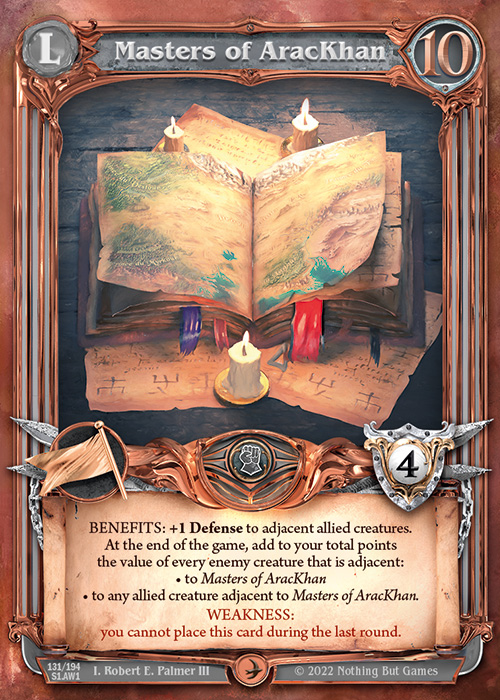 L
Masters of AracKhan
10
4
BENEFITS: +1 Defense to adjacent allied creatures.
At the end of the game, add to your total points
the value of every enemy creature that is adjacent:
• to Masters of AracKhan
• to any allied creature adjacent to Masters of AracKhan.
WEAKNESS:
you cannot place this card during the last round.
131/194
S1.AW1
I. Robert E. Palmer III
© 2022 Nothing But Games